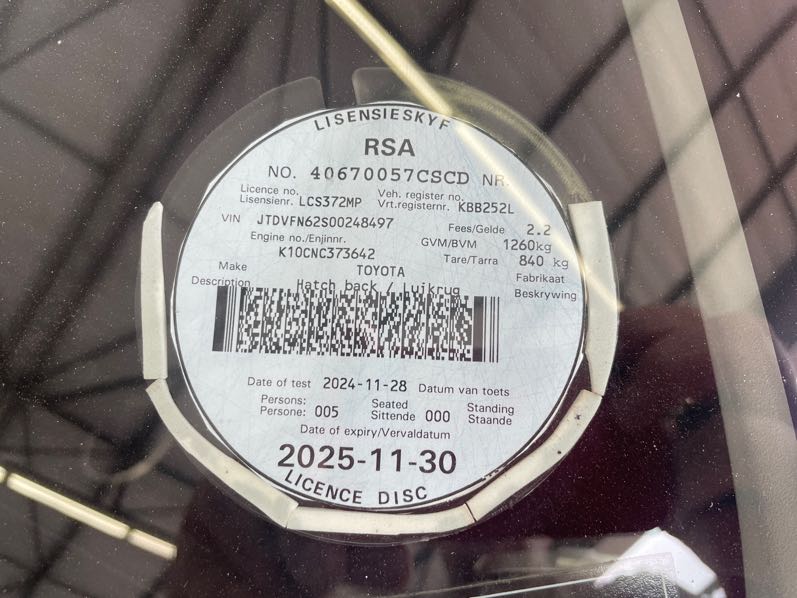 LISENSIESKYF
RSA
NO. 40670057CSCD NR.
Licence no. Veh. register no.
Lisensienr. LCS372MP Vrt.registernr. KBB252L
VIN JTDVFN62S00248497 Fees/Gelde 2.2
Engine no./Enjinnr. GVM/BVM 1260kg
K10CNC373642 Tare/Tarra 840 kg
Make TOYOTA Fabrikaat
Description Hatch back / Luikrug Beskrywing
Date of test 2024-11-28 Datum van toets
Persons: Seated Standing
Persone: 005 Sittende 000 Staande
Date of expiry/Vervaldatum
2025-11-30
LICENCE DISC